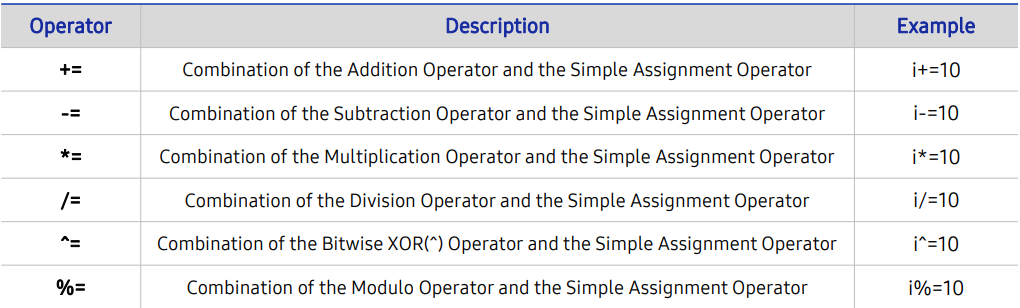 Operator Description Example
+= Combination of the Addition Operator and the Simple Assignment Operator i+=10
-= Combination of the Subtraction Operator and the Simple Assignment Operator i-=10
*= Combination of the Multiplication Operator and the Simple Assignment Operator i*=10
/= Combination of the Division Operator and the Simple Assignment Operator i/=10
^= Combination of the Bitwise XOR(^) Operator and the Simple Assignment Operator i^=10
%= Combination of the Modulo Operator and the Simple Assignment Operator i%=10